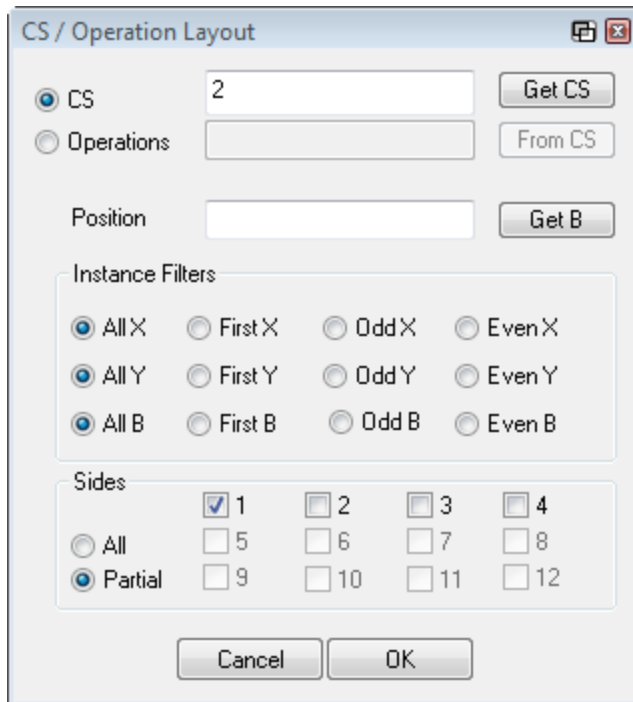 CS / Operation Layout
CS 2 Get CS
Operations From CS
Position Get B
Instance Filters
All X First X Odd X Even X
All Y First Y Odd Y Even Y
All B First B Odd B Even B
Sides
1 2 3 4
All 5 6 7 8
Partial 9 10 11 12
Cancel OK